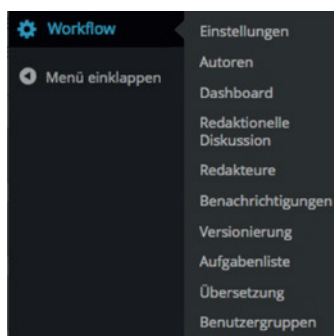 Workflow
Menü einklappen
Einstellungen
Autoren
Dashboard
Redaktionelle
Diskussion
Redakteure
Benachrichtigungen
Versionierung
Aufgabenliste
Übersetzung
Benutzergruppen